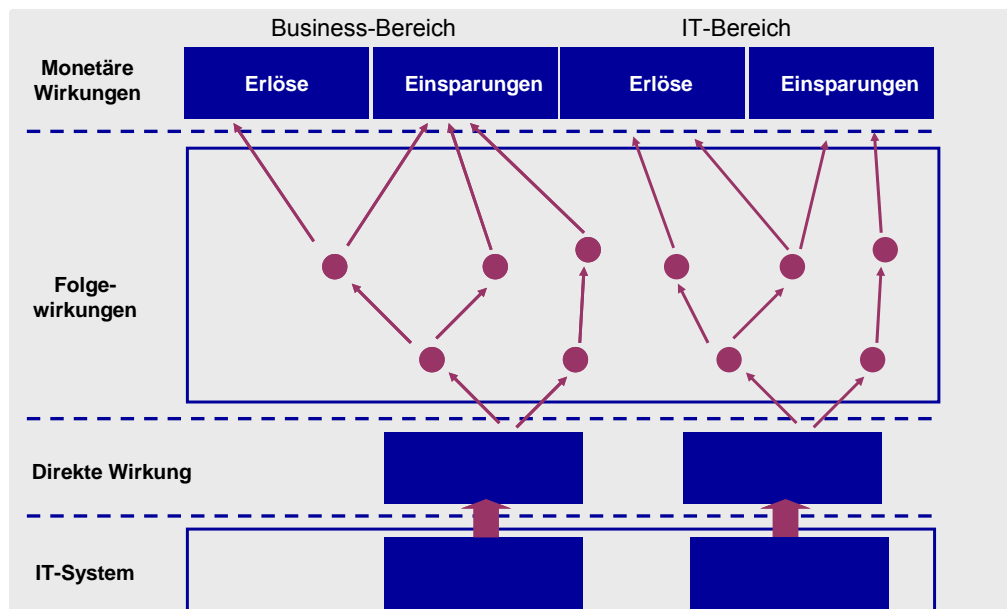 Business-Bereich IT-Bereich
Monetäre
Wirkungen
Erlöse Einsparungen Erlöse Einsparungen
Folge-
wirkungen
Direkte Wirkung
IT-System